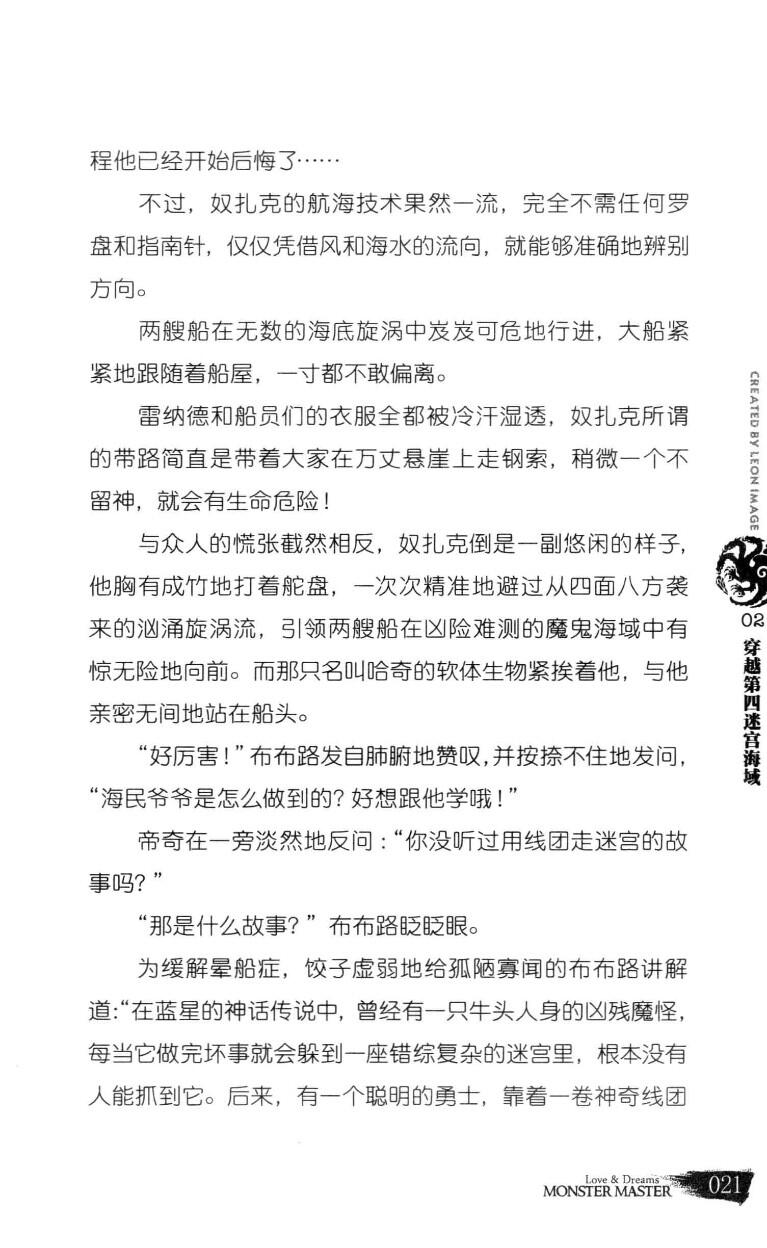 程他已经开始后悔了……
不过，奴扎克的航海技术果然一流，完全不需任何罗
盘和指南针，仅仅凭借风和海水的流向，就能够准确地辨别
方向。
两艘船在无数的海底旋涡中岌岌可危地行进，大船紧
紧地跟随着船屋，一寸都不敢偏离。
雷纳德和船员们的衣服全都被冷汗湿透，奴扎克所谓
的带路简直是带着大家在万丈悬崖上走钢索，稍微一个不
留神，就会有生命危险！
与众人的慌张截然相反，奴扎克倒是一副悠闲的样子，
他胸有成竹地打着舵盘，一次次精准地避过从四面八方袭
来的汹涌旋涡流，引领两艘船在凶险难测的魔鬼海域中有
惊无险地向前。而那只名叫哈奇的软体生物紧挨着他，与他
亲密无间地站在船头。
“好厉害！”布布路发自肺腑地赞叹，并按捺不住地发问，
“海民爷爷是怎么做到的？好想跟他学哦！”
帝奇在一旁淡然地反问：“你没听过用线团走迷宫的故
事吗？”
“那是什么故事？” 布布路眨眨眼。
为缓解晕船症，饺子虚弱地给孤陋寡闻的布布路讲解
道：“在蓝星的神话传说中，曾经有一只牛头人身的凶残魔怪，
每当它做完坏事就会躲到一座错综复杂的迷宫里，根本没有
人能抓到它。后来，有一个聪明的勇士，靠着一卷神奇线团
CREATED BY LEON IMAGE
02
穿越第四迷宫海域
Love & Dreams
MONSTER MASTER
021